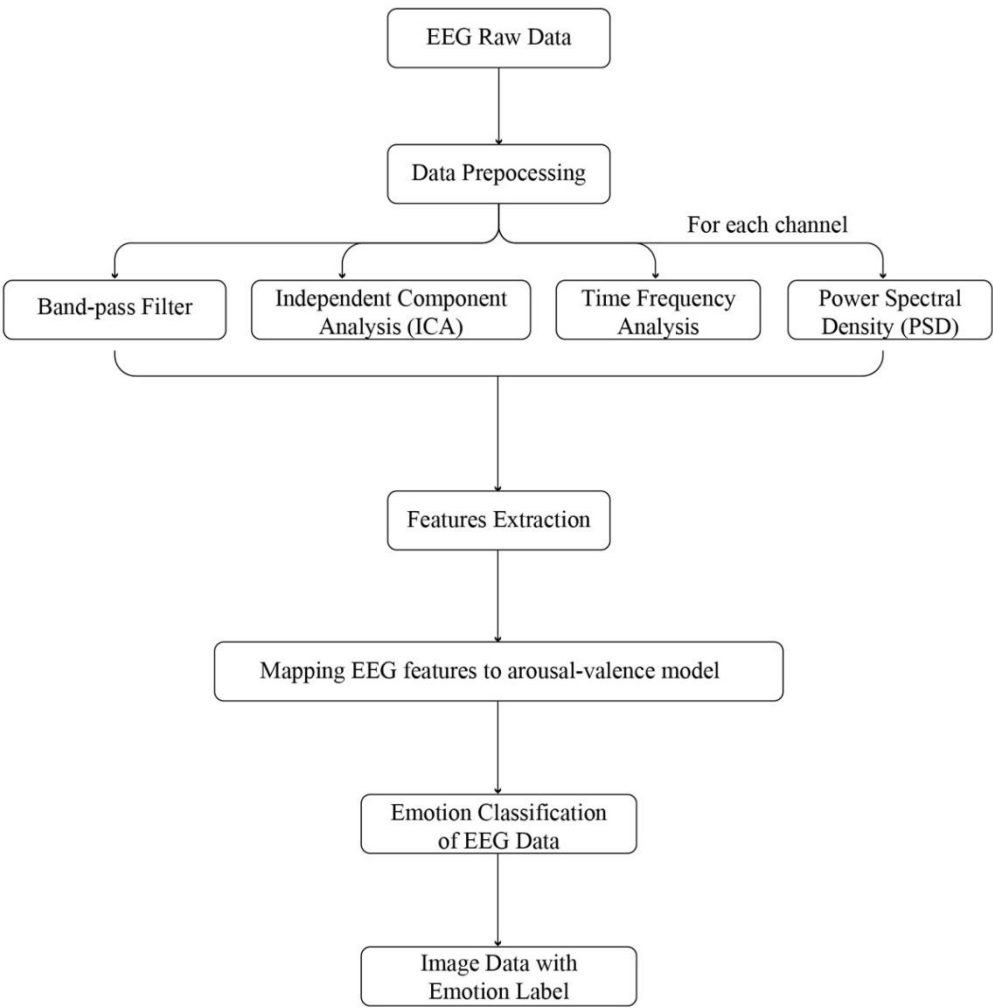 EEG Raw Data
Data Prepocessing
For each channel
Band-pass Filter
Independent Component
Analysis (ICA)
Time Frequency
Analysis
Power Spectral
Density (PSD)
Features Extraction
Mapping EEG features to arousal-valence model
Emotion Classification
of EEG Data
Image Data with
Emotion Label